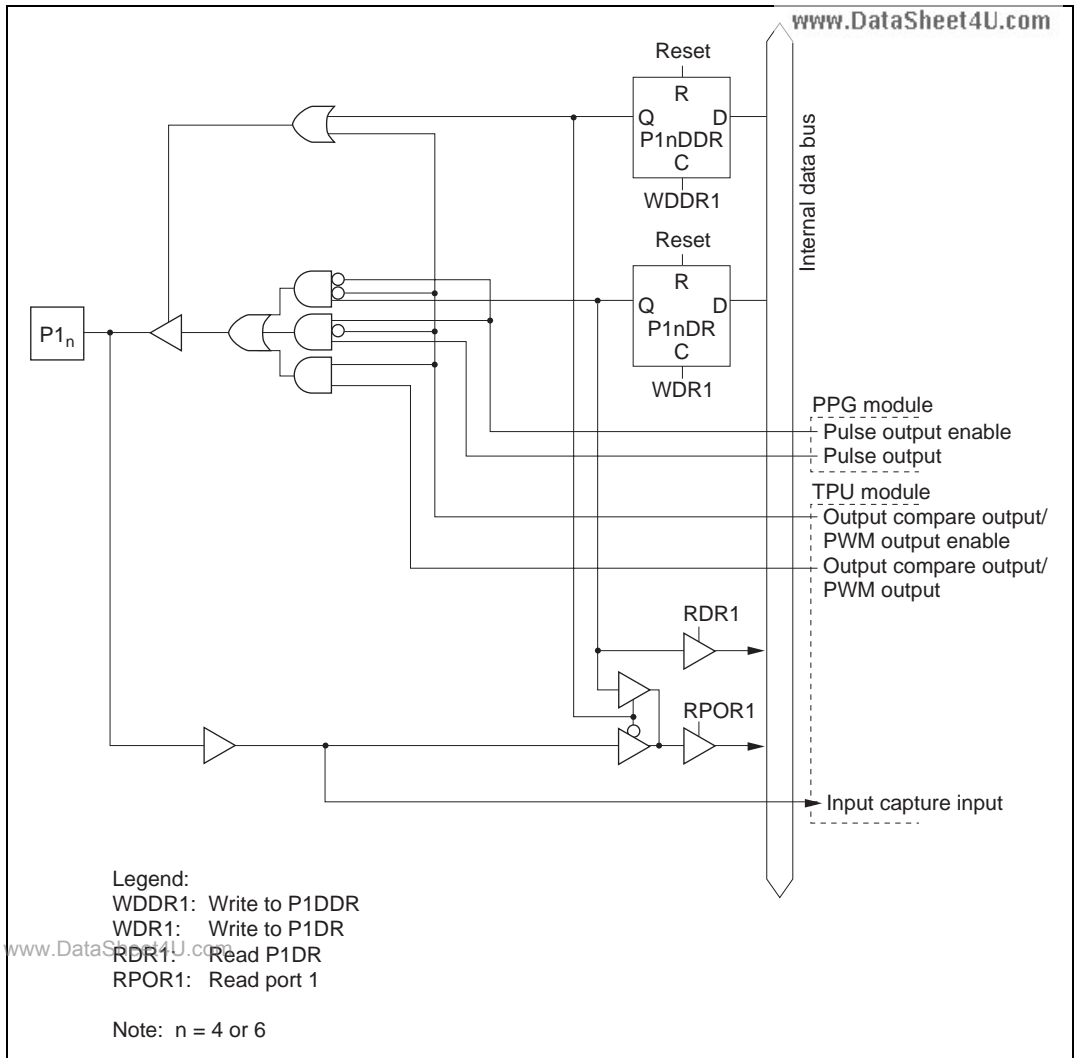 www.DataSheet4U.com
Reset
R
Q D
P1nDDR
C
WDDR1
Internal data bus
Reset
R
Q D
P1nDR
C
WDR1
P1n
PPG module
Pulse output enable
Pulse output
TPU module
Output compare output/
PWM output enable
Output compare output/
PWM output
RDR1
RPOR1
Input capture input
Legend:
WDDR1: Write to P1DDR
WDR1: Write to P1DR
www.DataSheet4U.com
RDR1: Read P1DR
RPOR1: Read port 1
Note: n = 4 or 6